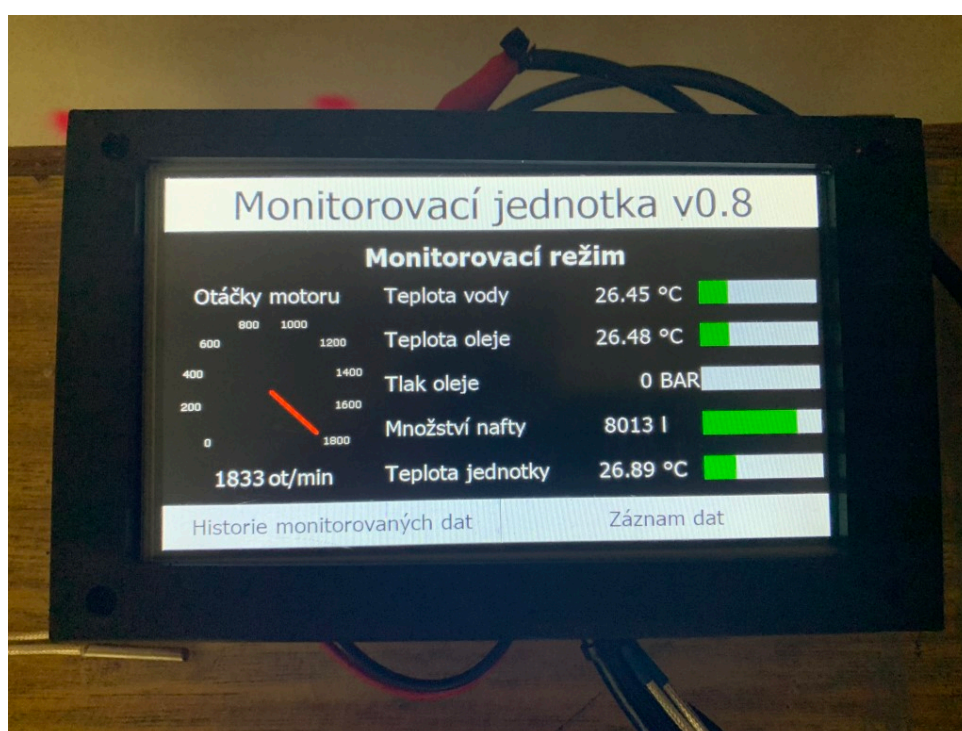 Monitorovací jednotka v0.8
Monitorovací režim
Otáčky motoru
800 1000
600 1200
400 1400
200 1600
0 1800
1833 ot/min
Teplota vody 26.45 °C
Teplota oleje 26.48 °C
Tlak oleje 0 BAR
Množství nafty 8013 l
Teplota jednotky 26.89 °C
Historie monitorovaných dat
Záznam dat